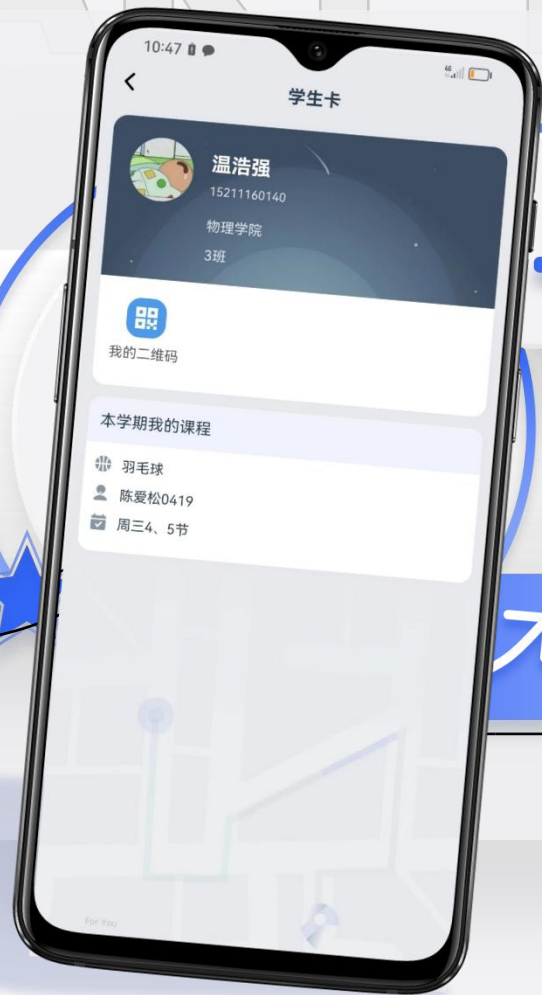 10:47
学生卡
温浩强
15211160140
物理学院
3班
我的二维码
本学期我的课程
羽毛球
陈爱松0419
周三4、5节
For You